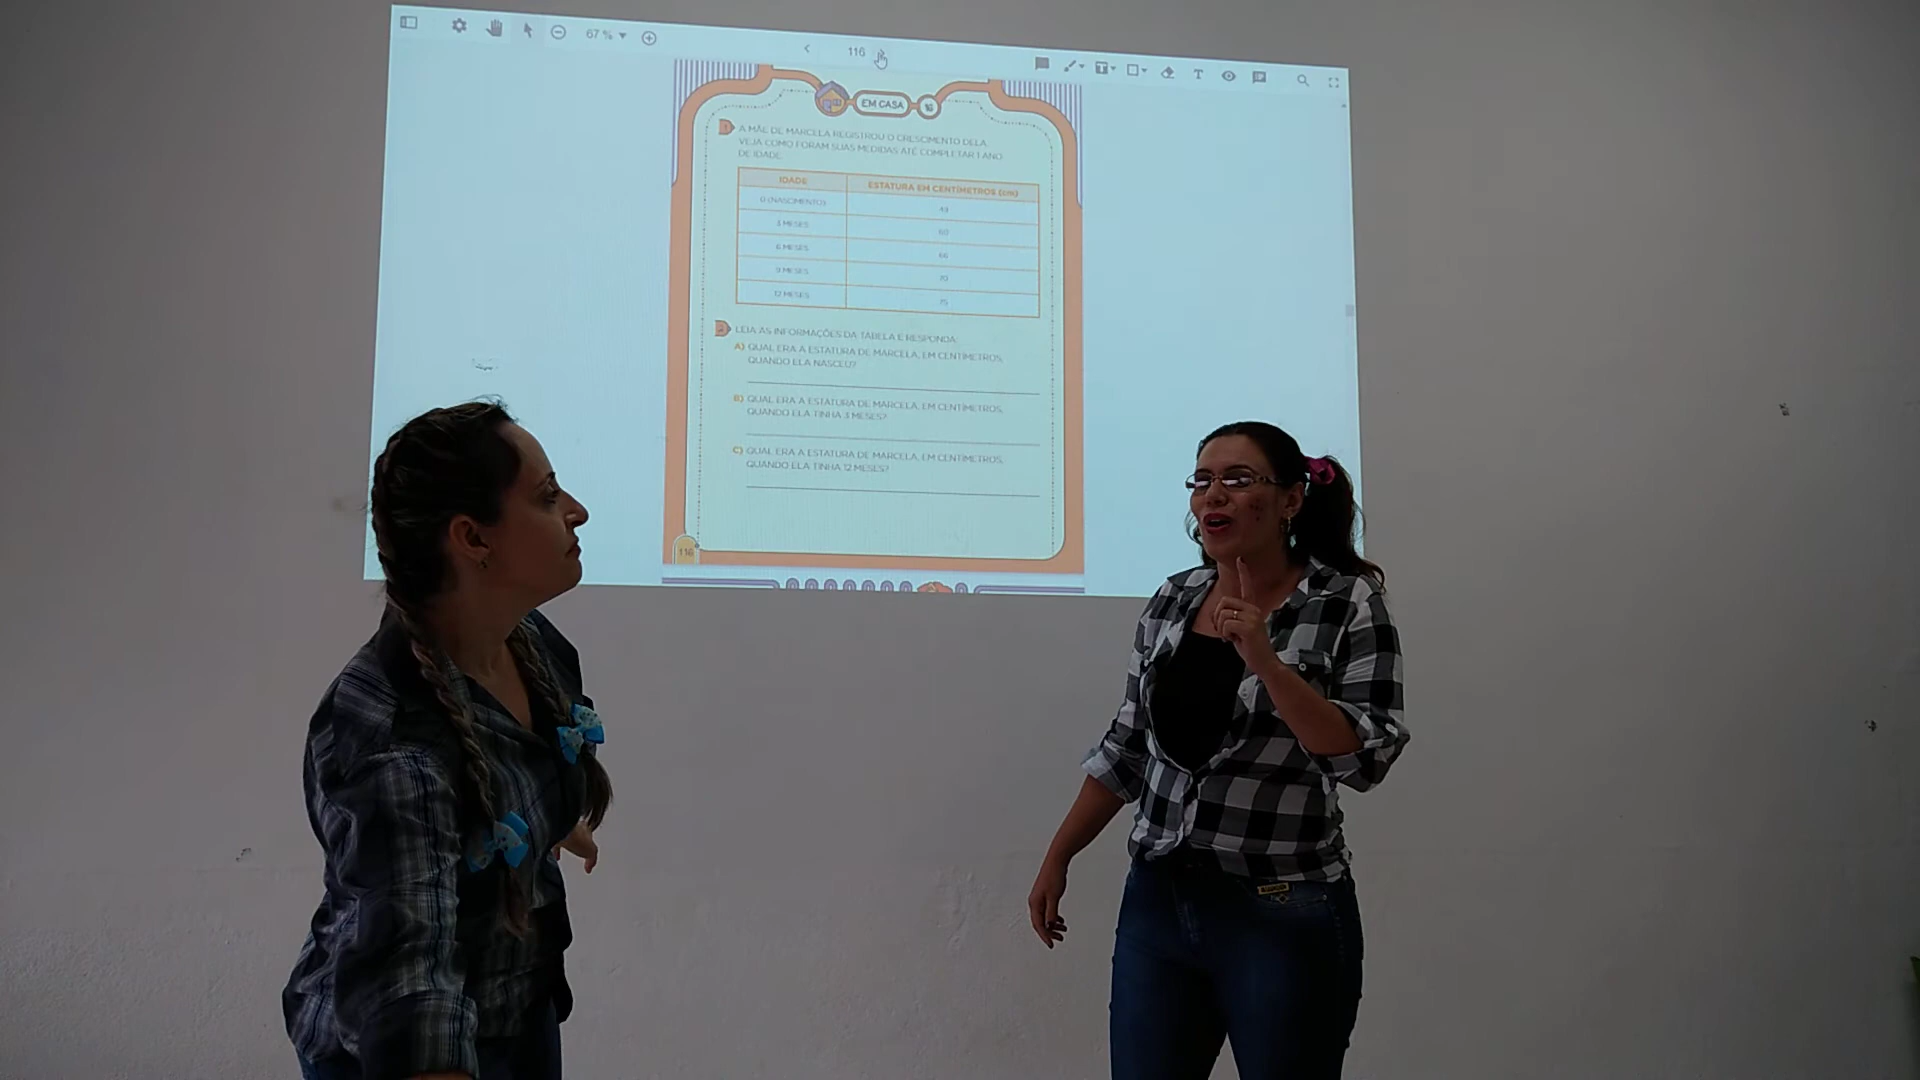 67 %
116
EM CASA 16
1 A MÃE DE MARCELA REGISTROU O CRESCIMENTO DELA.
VEJA COMO FORAM SUAS MEDIDAS ATÉ COMPLETAR 1 ANO
DE IDADE.
IDADE ESTATURA EM CENTÍMETROS (cm)
0 (NASCIMENTO)
3 MESES 60
6 MESES 66
9 MESES 70
12 MESES 75
2 LEIA AS INFORMAÇÕES DA TABELA E RESPONDA:
A) QUAL ERA A ESTATURA DE MARCELA, EM CENTÍMETROS,
QUANDO ELA NASCEU?
B) QUAL ERA A ESTATURA DE MARCELA, EM CENTÍMETROS,
QUANDO ELA TINHA 3 MESES?
C) QUAL ERA A ESTATURA DE MARCELA, EM CENTÍMETROS,
QUANDO ELA TINHA 12 MESES?
116